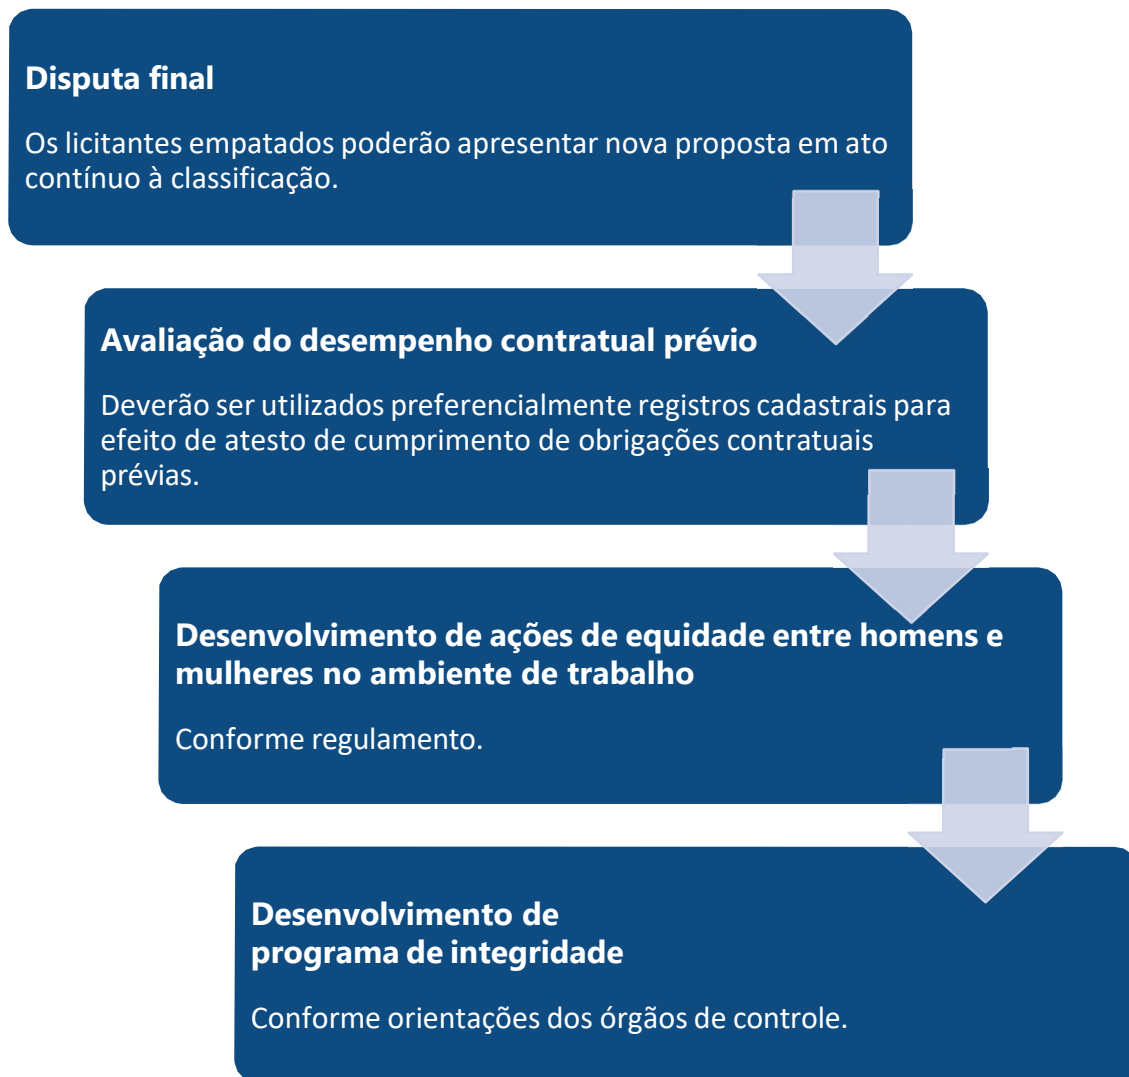 Disputa final
Os licitantes empatados poderão apresentar nova proposta em ato
contínuo à classificação.
Avaliação do desempenho contratual prévio
Deverão ser utilizados preferencialmente registros cadastrais para
efeito de atesto de cumprimento de obrigações contratuais
prévias.
Desenvolvimento de ações de equidade entre homens e
mulheres no ambiente de trabalho
Conforme regulamento.
Desenvolvimento de
programa de integridade
Conforme orientações dos órgãos de controle.